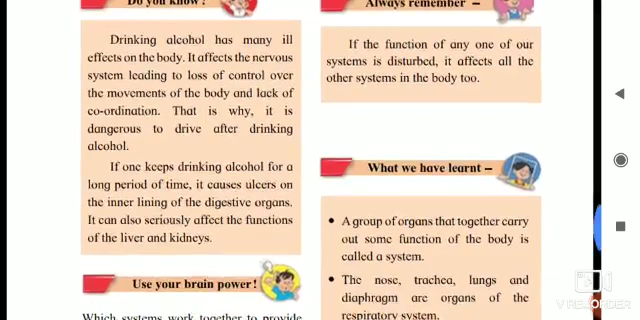 Do you know?
Drinking alcohol has many ill
effects on the body. It affects the nervous
system leading to loss of control over
the movements of the body and lack of
co-ordination. That is why, it is
dangerous to drive after drinking
alcohol.
If one keeps drinking alcohol for a
long period of time, it causes ulcers on
the inner lining of the digestive organs.
It can also seriously affect the functions
of the liver and kidneys.
Use your brain power!
Which systems work together to provide
Always remember –
If the function of any one of our
systems is disturbed, it affects all the
other systems in the body too.
What we have learnt –
• A group of organs that together carry
out some function of the body is
called a system.
• The nose, trachea, lungs and
diaphragm are organs of the
respiratory system.